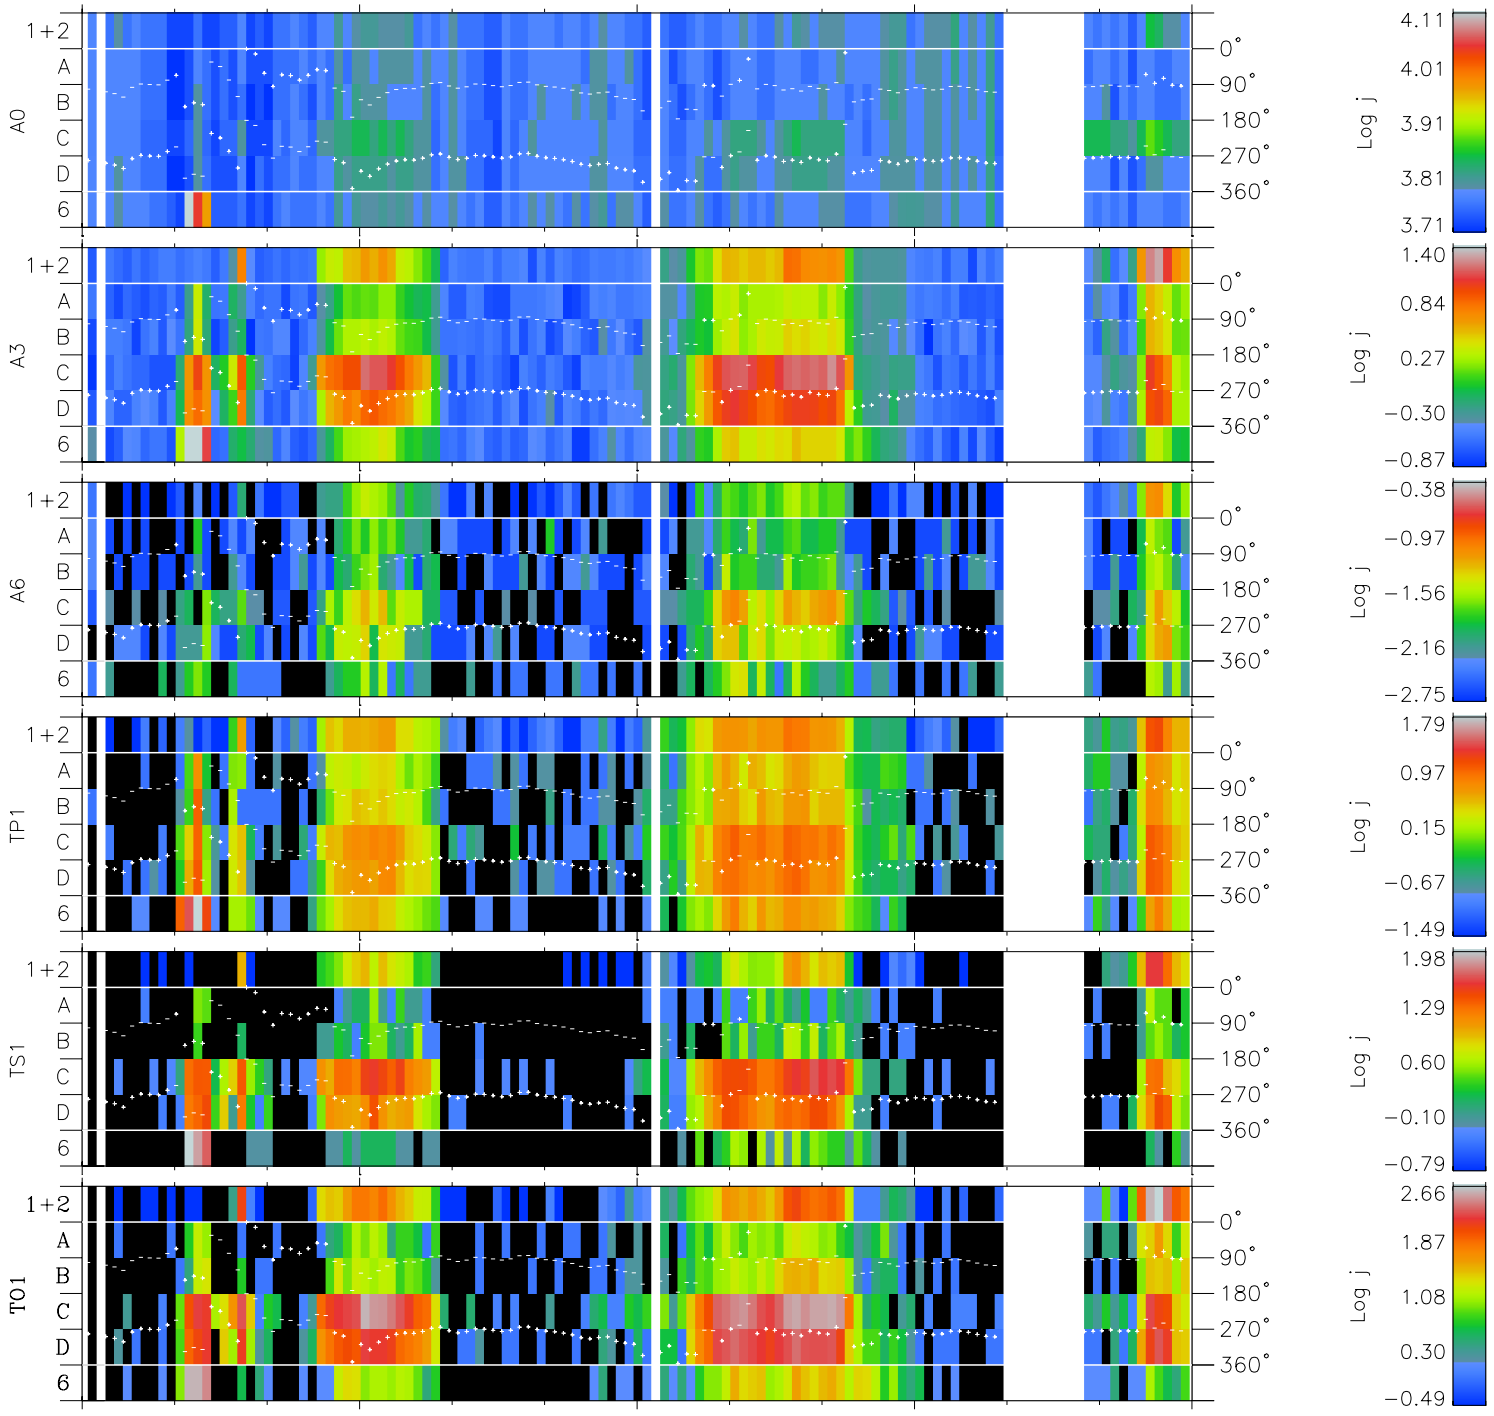 A0
1+2
A
B
C
D
6
0°
90°
180°
270°
360°
Log j
4.11
4.01
3.91
3.81
3.71
A3
1+2
A
B
C
D
6
0°
90°
180°
270°
360°
Log j
1.40
0.84
0.27
−0.30
−0.87
A6
1+2
A
B
C
D
6
0°
90°
180°
270°
360°
Log j
−0.38
−0.97
−1.56
−2.16
−2.75
TP1
1+2
A
B
C
D
6
0°
90°
180°
270°
360°
Log j
1.79
0.97
0.15
−0.67
−1.49
TS1
1+2
A
B
C
D
6
0°
90°
180°
270°
360°
Log j
1.98
1.29
0.60
−0.10
−0.79
TO1
1+2
A
B
C
D
6
0°
90°
180°
270°
360°
Log j
2.66
1.87
1.08
0.30
−0.49